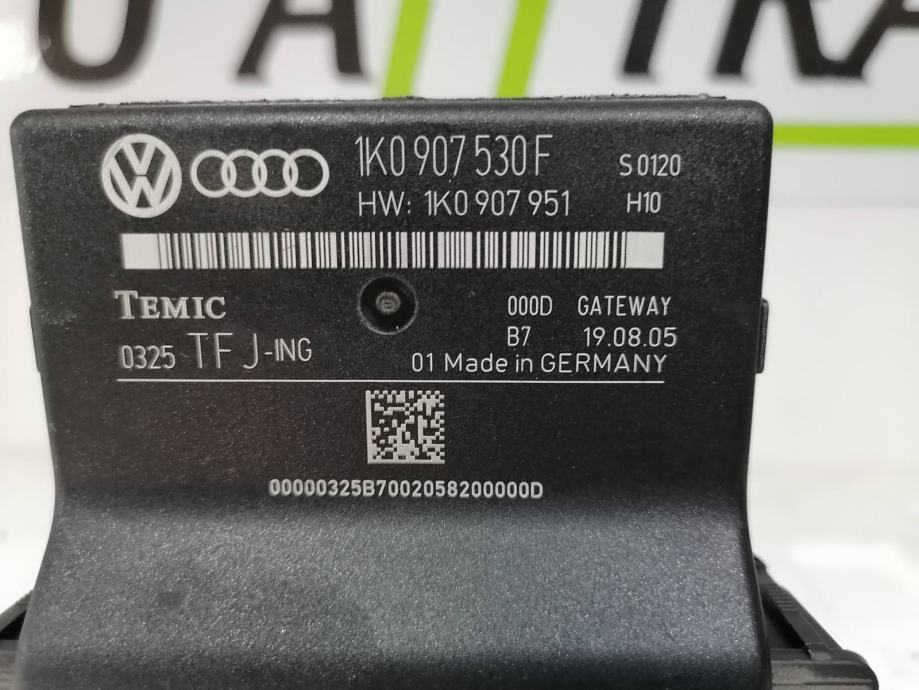 1K0 907 530 F
S 0120
HW: 1K0 907 951
H10
TEMIC
000D GATEWAY
B7 19.08.05
0325 TF J-ING
01 Made in GERMANY
00000325B7002058200000D